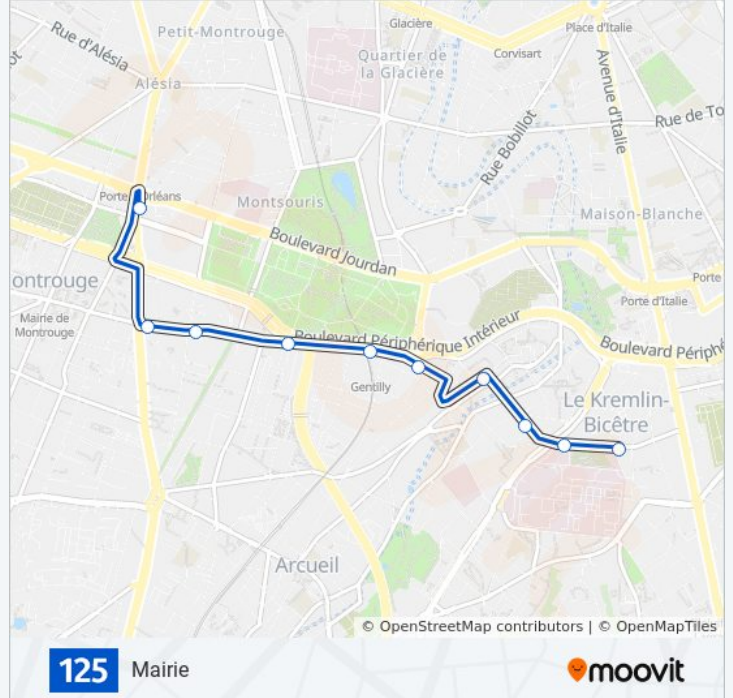 Glacière
Place d'Italie
Rue d'Alésia
Petit-Montrouge
Quartier de
la Glacière
Corvisart
Avenue d'Italie
ot
Alésia
Rue Bobillot
Rue de To
Porte d'Orléans
Montsouris
Maison-Blanche
Boulevard Jourdan
ontrouge
Porte
Porte d'Italie
Mairie de
Montrouge
Boulevard Périphérique Intérieur
Boulevard Périphé
Gentilly
Le Kremlin-
Bicêtre
Arcueil
© OpenStreetMap contributors | © OpenMapTiles
125 Mairie
moovit